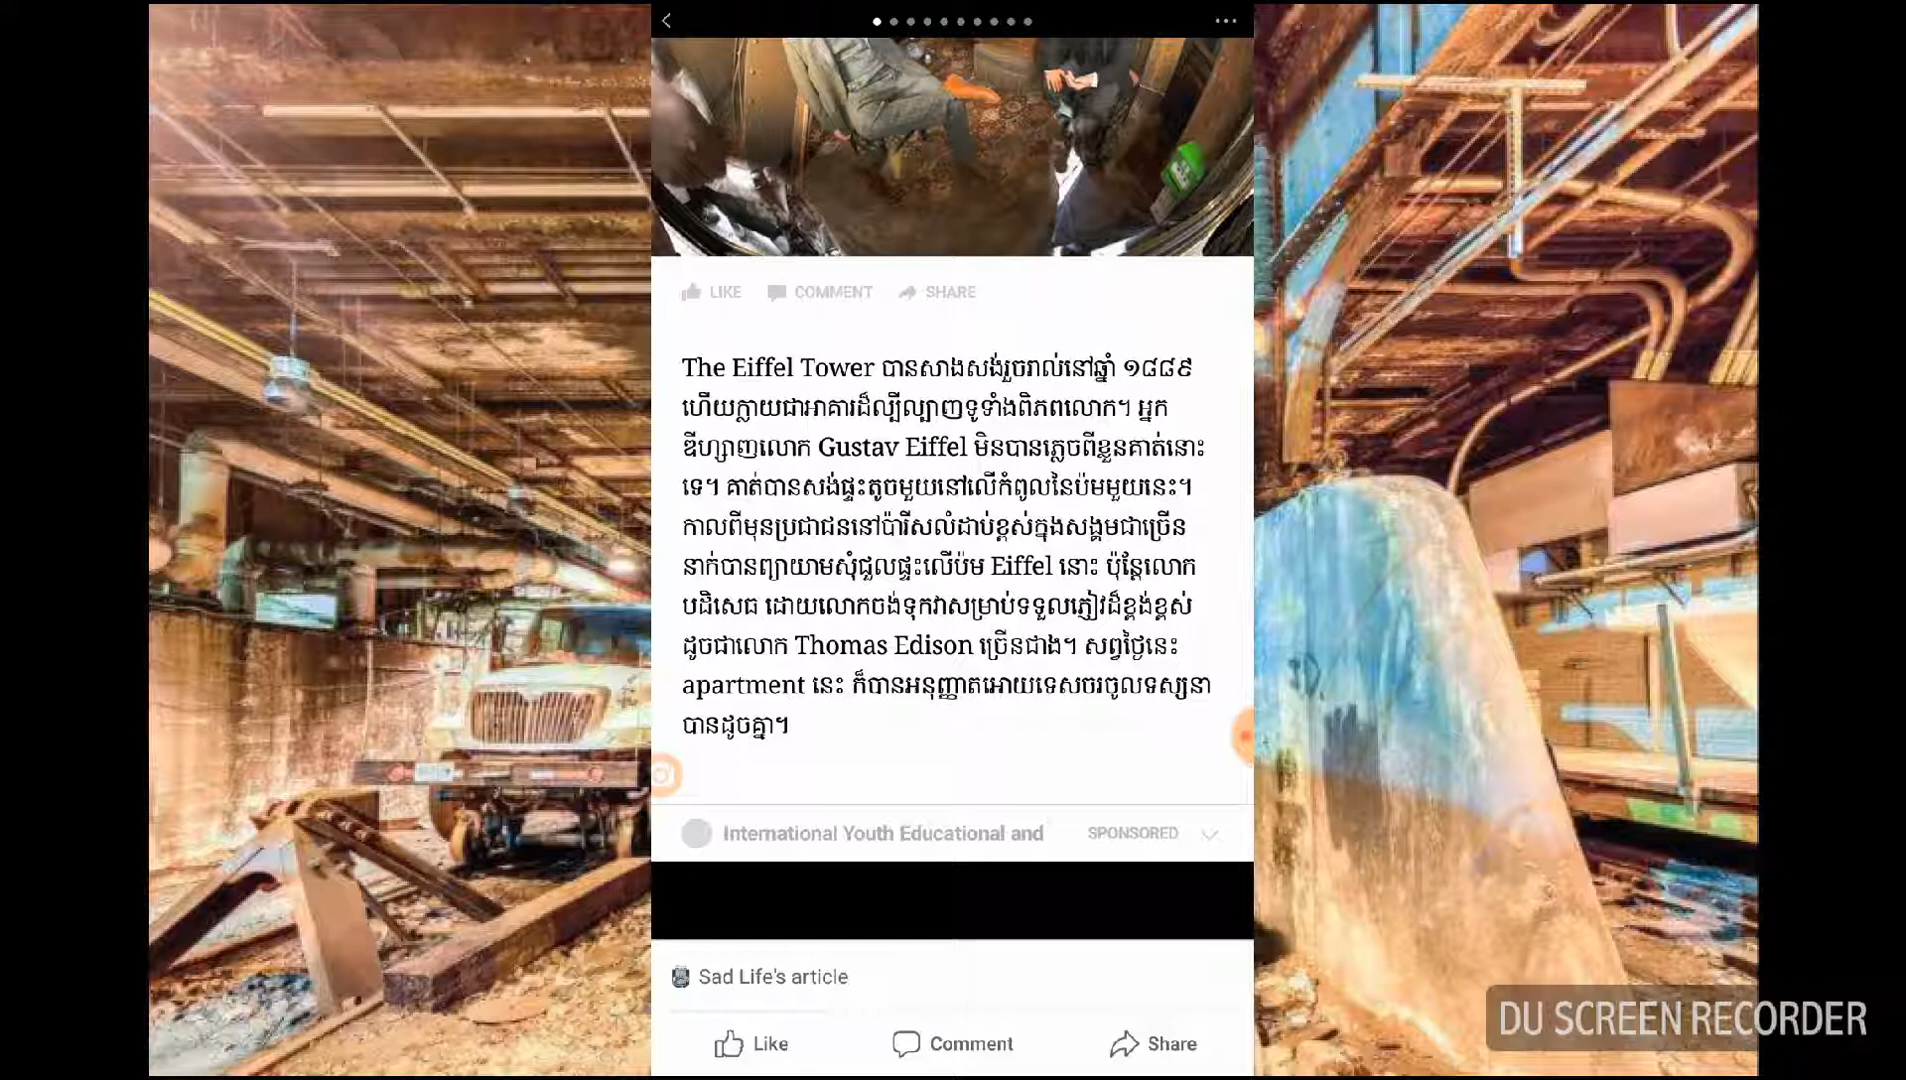 LIKE COMMENT SHARE
The Eiffel Tower បានសាងសង់រួចរាល់នៅឆ្នាំ ១៨៨៩
ហើយក្លាយជាអាគារដ៏ល្បីល្បាញទូទាំងពិភពលោក។ អ្នក
ឌីហ្សាញលោក Gustav Eiffel មិនបានភ្លេចពីខ្លួនគាត់នោះ
ទេ។ គាត់បានសង់ផ្ទះតូចមួយនៅលើកំពូលនៃប៉មមួយនេះ។
កាលពីមុនប្រជាជននៅប៉ារីសលំដាប់ខ្ពស់ក្នុងសង្គមជាច្រើន
នាក់បានព្យាយាមសុំជួលផ្ទះលើប៉ម Eiffel នោះ ប៉ុន្តែលោក
បដិសេធ ដោយលោកចង់ទុកវាសម្រាប់ទទួលភ្ញៀវដ៏ខ្ពង់ខ្ពស់
ដូចជាលោក Thomas Edison ច្រើនជាង។ សព្វថ្ងៃនេះ
apartment នេះ ក៏បានអនុញ្ញាតអោយទេសចរចូលទស្សនា
បានដូចគ្នា។
International Youth Educational and SPONSORED
Sad Life's article
Like Comment Share
DU SCREEN RECORDER